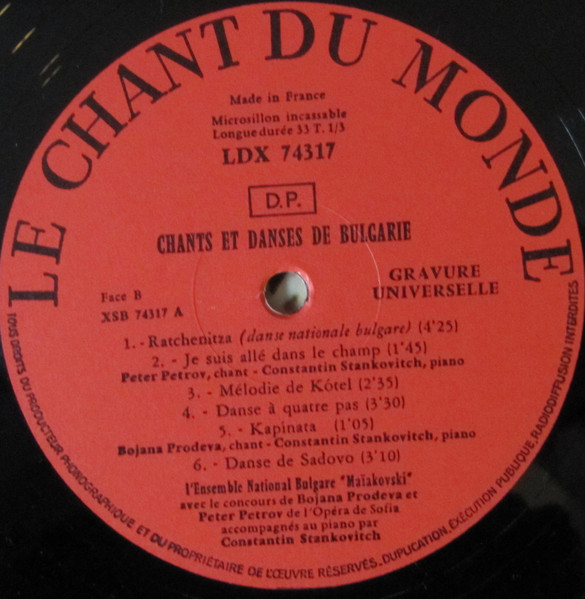 LE CHANT DU MONDE
Made in France
Microsillon incassable
Longue durée 33 T. 1/3
LDX 74317
D.P.
CHANTS ET DANSES DE BULGARIE
GRAVURE
UNIVERSELLE
Face B
XSB 74317 A
1. - Ratchenitza (danse nationale bulgare) (4'25)
2. - Je suis allé dans le champ (1'45)
Peter Petrov, chant - Constantin Stankovitch, piano
3. - Mélodie de Kótel (2'35)
4. - Danse à quatre pas (3'30)
5. - Kapinata (1'05)
Bojana Prodeva, chant - Constantin Stankovitch, piano
6. - Danse de Sadovo (3'10)
l'Ensemble National Bulgare "Maïakovski"
avec le concours de Bojana Prodeva et
Peter Petrov de l'Opéra de Sofia
accompagnés au piano par
Constantin Stankovitch
TOUS DROITS DU PRODUCTEUR PHONOGRAPHIQUE ET DU PROPRIÉTAIRE DE L'ŒUVRE RÉSERVÉS. DUPLICATION, EXÉCUTION PUBLIQUE, RADIODIFFUSION INTERDITES